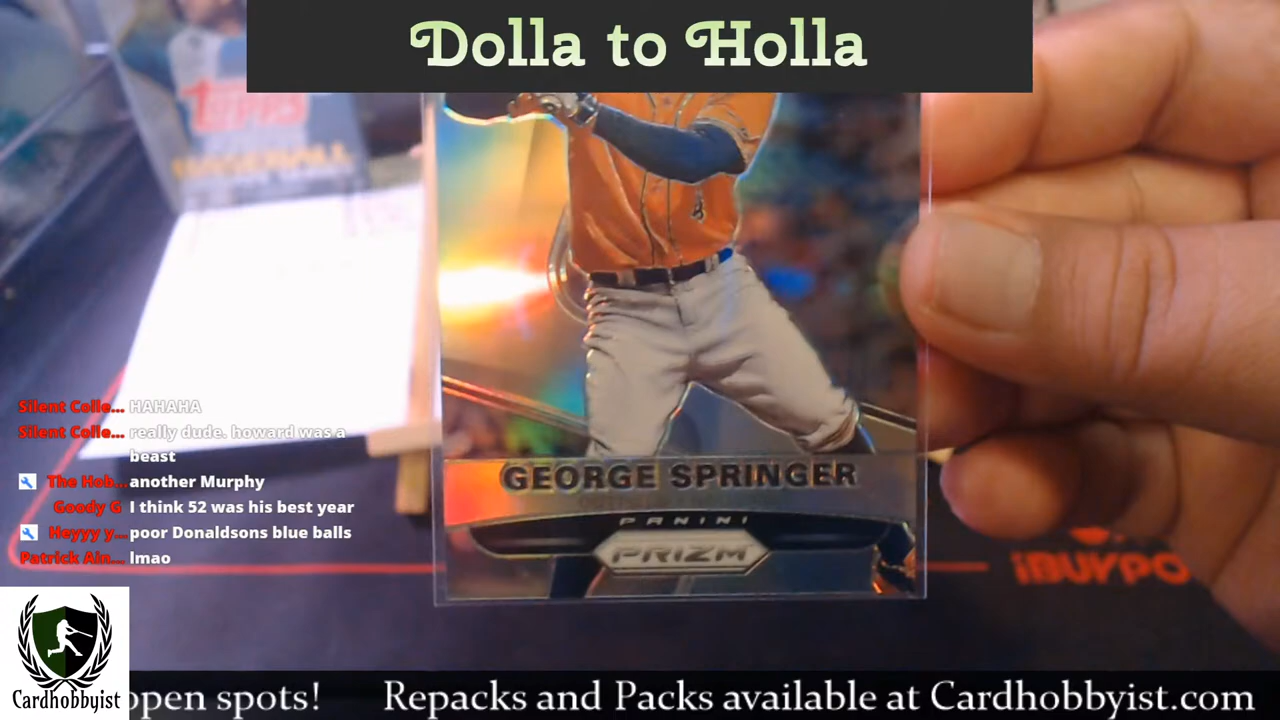 Dolla to Holla
TOPPS
BASEBALL
GEORGE SPRINGER
PANINI
PRIZM
iBUYPO
Silent Colle... HAHAHA
Silent Colle... really dude. howard was a
beast
The Hob... another Murphy
Goody G I think 52 was his best year
Heyyy y... poor Donaldsons blue balls
Patrick Ain... lmao
Cardhobbyist
open spots! Repacks and Packs available at Cardhobbyist.com